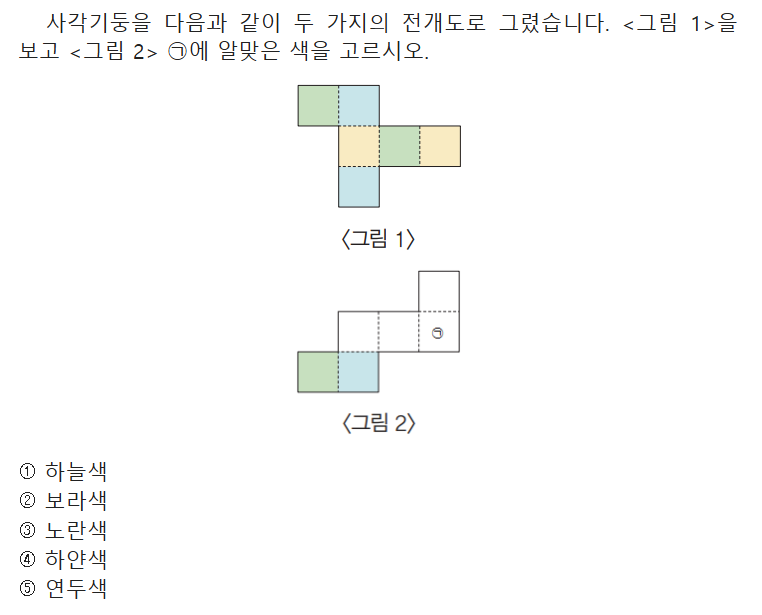 사각기둥을 다음과 같이 두 가지의 전개도로 그렸습니다. <그림 1>을
보고 <그림 2> ㉠에 알맞은 색을 고르시오.
〈그림 1〉
㉠
〈그림 2〉
① 하늘색
② 보라색
③ 노란색
④ 하얀색
⑤ 연두색